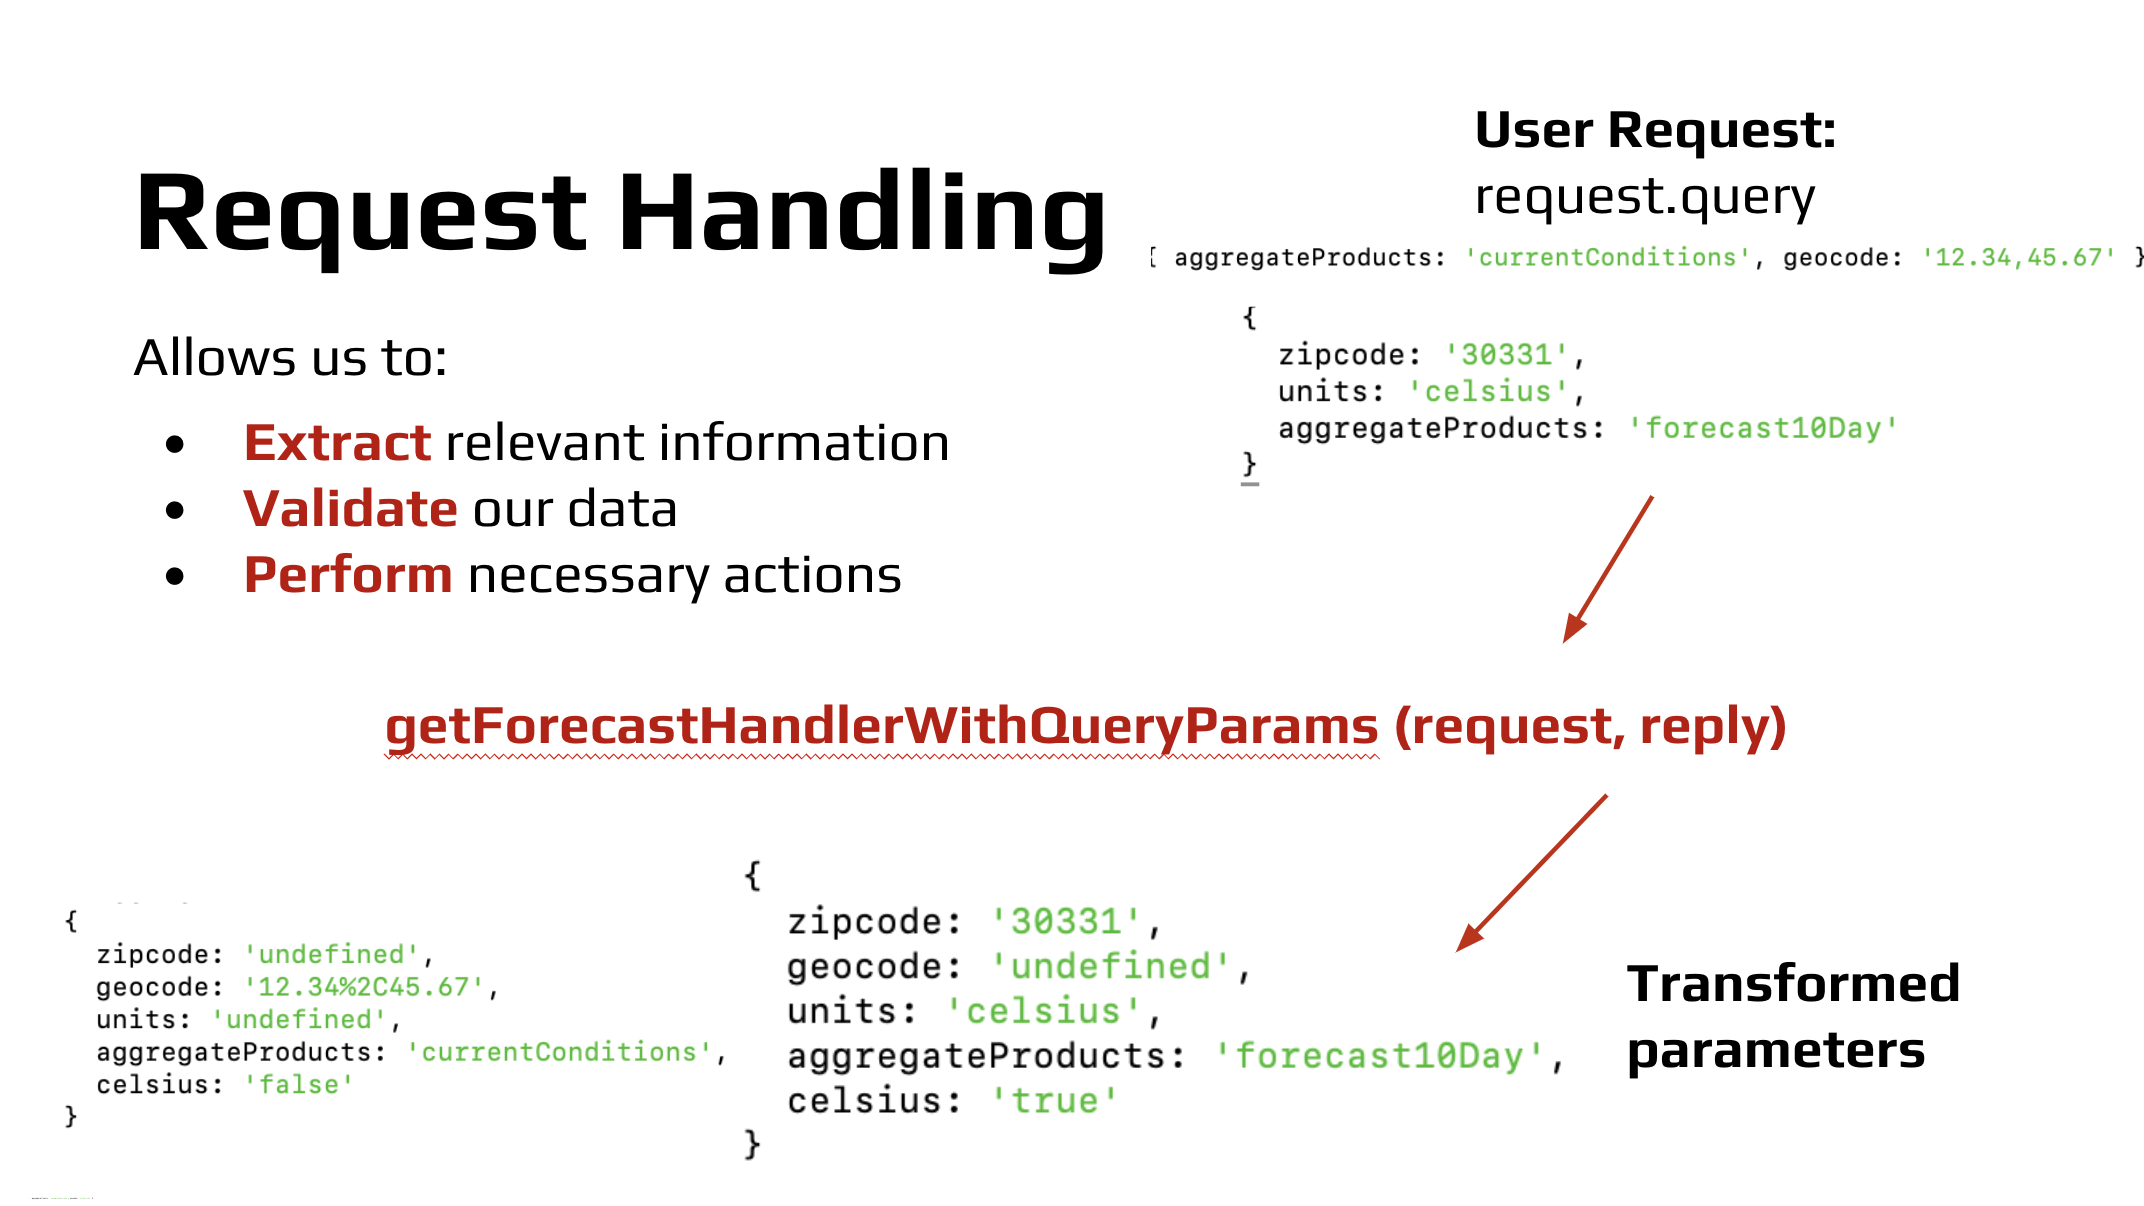 Request Handling
Allows us to:
• Extract relevant information
• Validate our data
• Perform necessary actions
User Request:
request.query
{ aggregateProducts: 'currentConditions', geocode: '12.34,45.67' }
{
  zipcode: '30331',
  units: 'celsius',
  aggregateProducts: 'forecast10Day'
}
getForecastHandlerWithQueryParams (request, reply)
{
  zipcode: 'undefined',
  geocode: '12.34%2C45.67',
  units: 'undefined',
  aggregateProducts: 'currentConditions',
  celsius: 'false'
}
{
  zipcode: '30331',
  geocode: 'undefined',
  units: 'celsius',
  aggregateProducts: 'forecast10Day',
  celsius: 'true'
}
Transformed
parameters